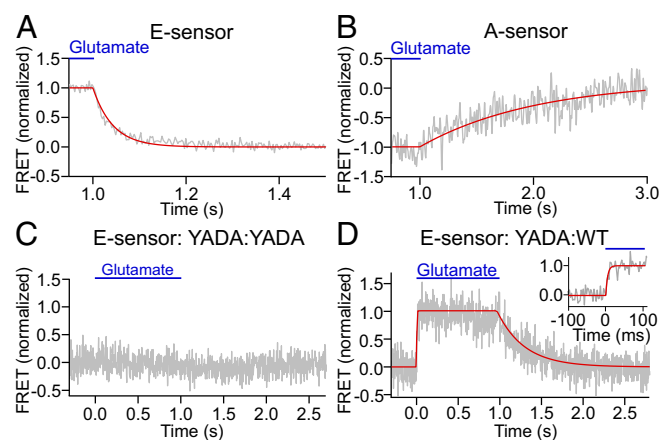 A
E-sensor
Glutamate
FRET (normalized)
1.5
1.0
0.5
0.0
-0.5
1.0 1.2 1.4
Time (s)
B
A-sensor
Glutamate
FRET (normalized)
0.5
0.0
-0.5
-1.0
-1.5
1.0 2.0 3.0
Time (s)
C
E-sensor: YADA:YADA
Glutamate
FRET (normalized)
1.5
1.0
0.5
0.0
-0.5
0.0 0.5 1.0 1.5 2.0 2.5
Time (s)
D
E-sensor: YADA:WT
Glutamate
FRET (normalized)
1.5
1.0
0.5
0.0
-0.5
0.0 0.5 1.0 1.5 2.0 2.5
Time (s)
1.0
0.0
-100 0 100
Time (ms)